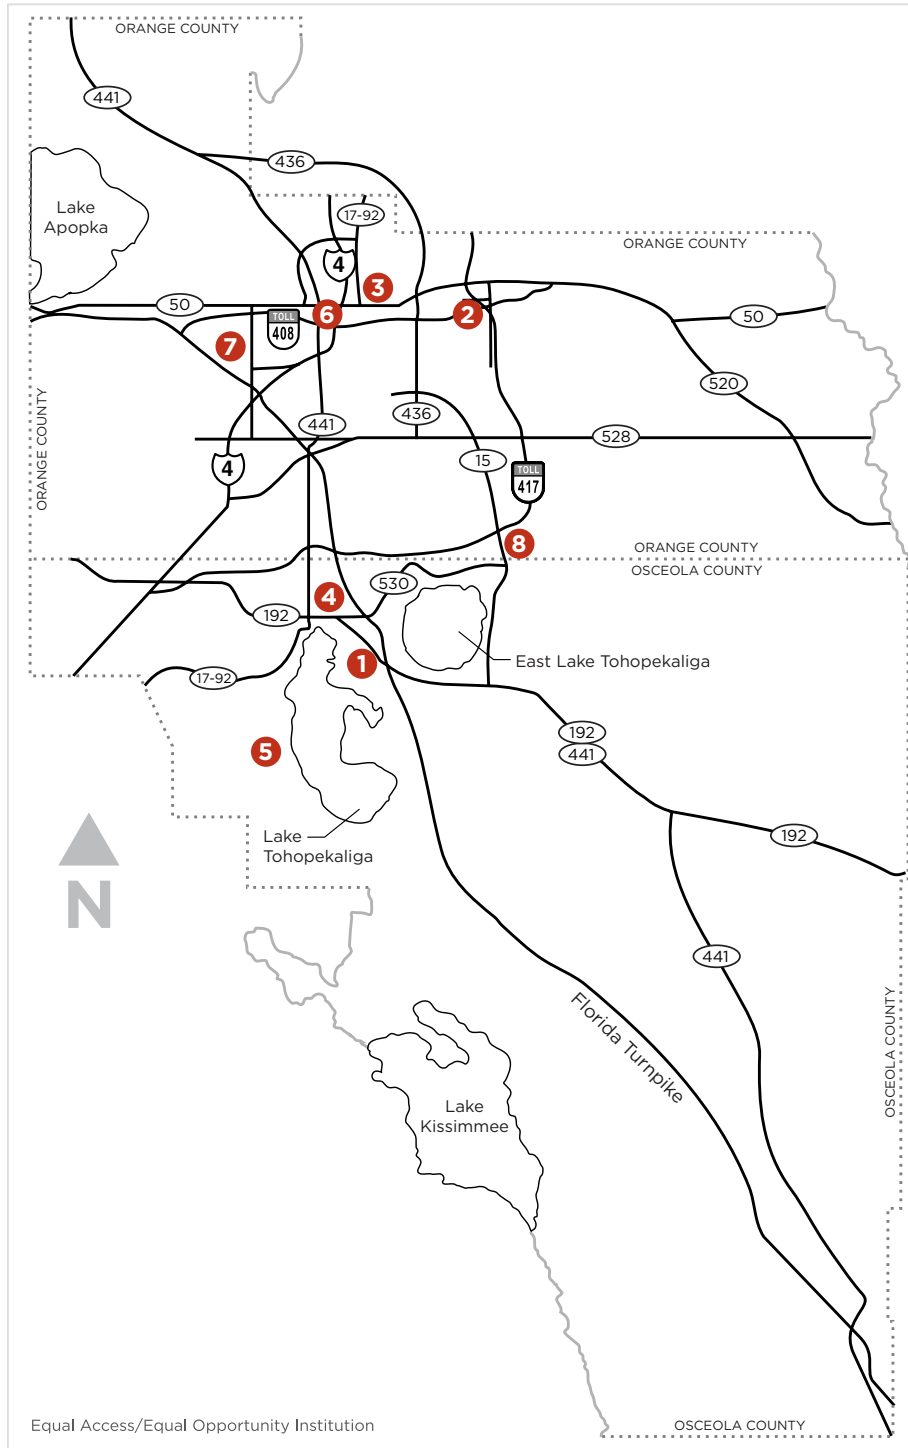 ORANGE COUNTY
441
436
Lake
Apopka
17-92
ORANGE COUNTY
4
3
50
TOLL
408
6
2
50
7
520
ORANGE COUNTY
441
436
528
4
15
TOLL
417
8
ORANGE COUNTY
OSCEOLA COUNTY
530
4
192
1
East Lake Tohopekaliga
17-92
192
441
5
Lake
Tohopekaliga
192
N
441
Florida Turnpike
OSCEOLA COUNTY
Lake
Kissimmee
Equal Access/Equal Opportunity Institution
OSCEOLA COUNTY